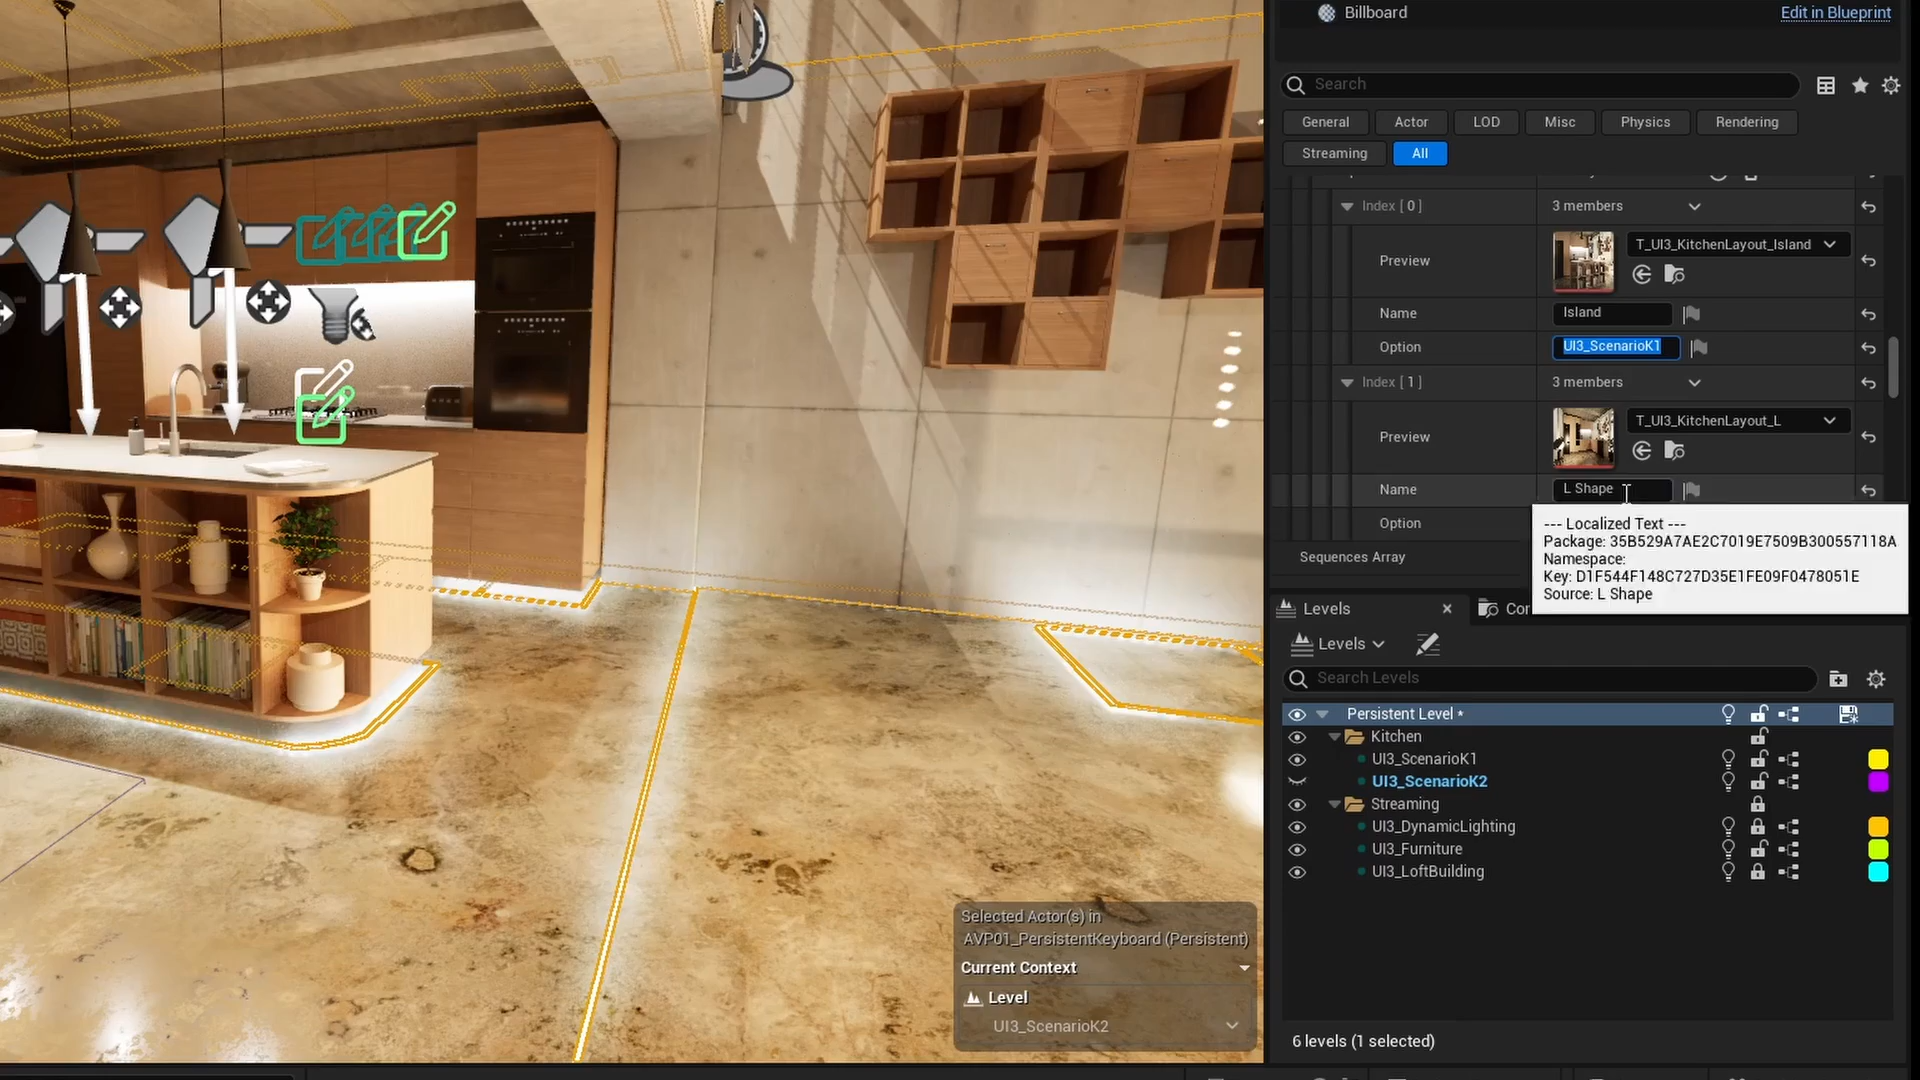 Billboard
Edit in Blueprint
Search
General
Actor
LOD
Misc
Physics
Rendering
Streaming
All
Index [ 0 ]
3 members
Preview
T_UI3_KitchenLayout_Island
Name
Island
Option
UI3_ScenarioK1
Index [ 1 ]
3 members
Preview
T_UI3_KitchenLayout_L
Name
L Shape
Option
--- Localized Text ---
Package: 35B529A7AE2C7019E7509B300557118A
Namespace:
Key: D1F544F148C727D35E1FE09F0478051E
Source: L Shape
Sequences Array
Levels
Levels
Search Levels
Persistent Level *
Kitchen
UI3_ScenarioK1
UI3_ScenarioK2
Streaming
UI3_DynamicLighting
UI3_Furniture
UI3_LoftBuilding
Selected Actor(s) in
AVP01_PersistentKeyboard (Persistent)
Current Context
Level
UI3_ScenarioK2
6 levels (1 selected)